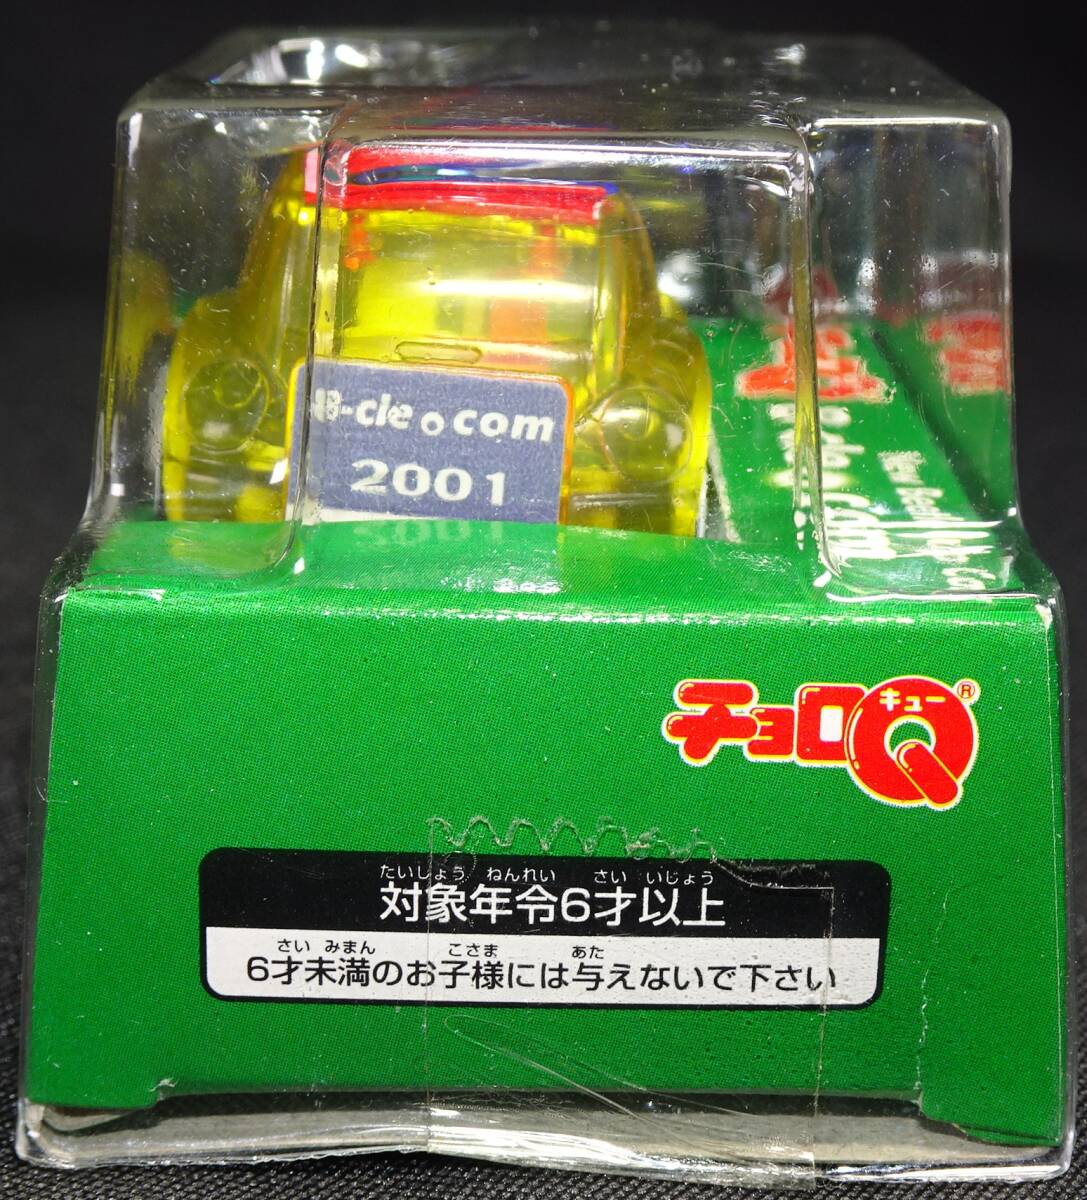 -cle.com
2001
チョロQ
キュー
®
たいしょう ねんれい さい いじょう
対象年令6才以上
さい みまん こさま あた
6才未満のお子様には与えないで下さい